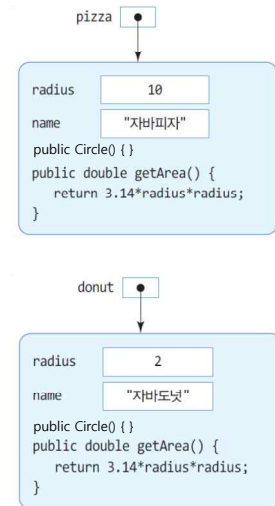 pizza
radius 10
name "자바피자"
public Circle() { }
public double getArea() {
return 3.14*radius*radius;
}
donut
radius 2
name "자바도넛"
public Circle() { }
public double getArea() {
return 3.14*radius*radius;
}